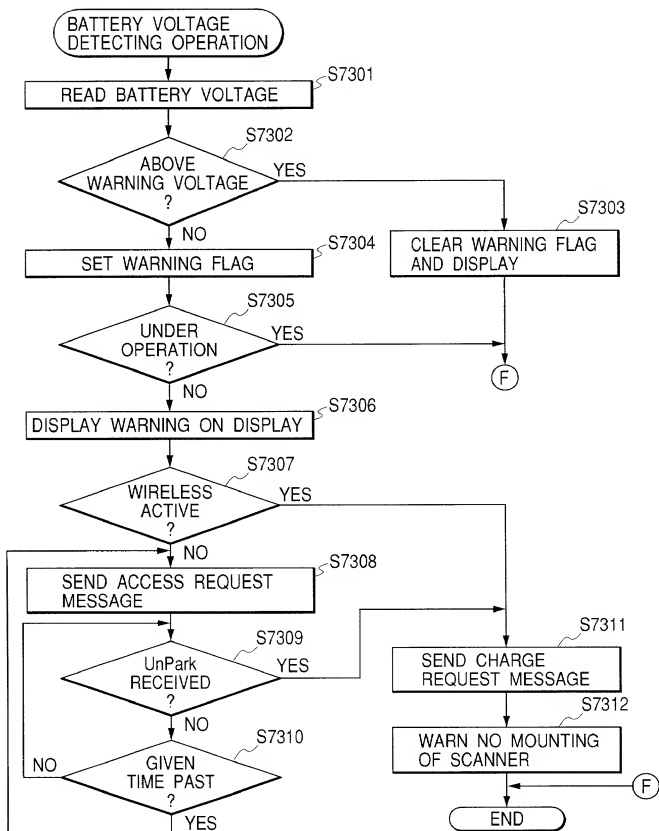 BATTERY VOLTAGE
DETECTING OPERATION
S7301
READ BATTERY VOLTAGE
S7302
ABOVE
WARNING VOLTAGE
?
YES
NO
S7303
CLEAR WARNING FLAG
AND DISPLAY
S7304
SET WARNING FLAG
S7305
UNDER
OPERATION
?
YES
NO
F
S7306
DISPLAY WARNING ON DISPLAY
S7307
WIRELESS
ACTIVE
?
YES
NO
S7308
SEND ACCESS REQUEST
MESSAGE
S7309
UnPark
RECEIVED
?
YES
NO
S7310
GIVEN
TIME PAST
?
NO
YES
S7311
SEND CHARGE
REQUEST MESSAGE
S7312
WARN NO MOUNTING
OF SCANNER
F
END